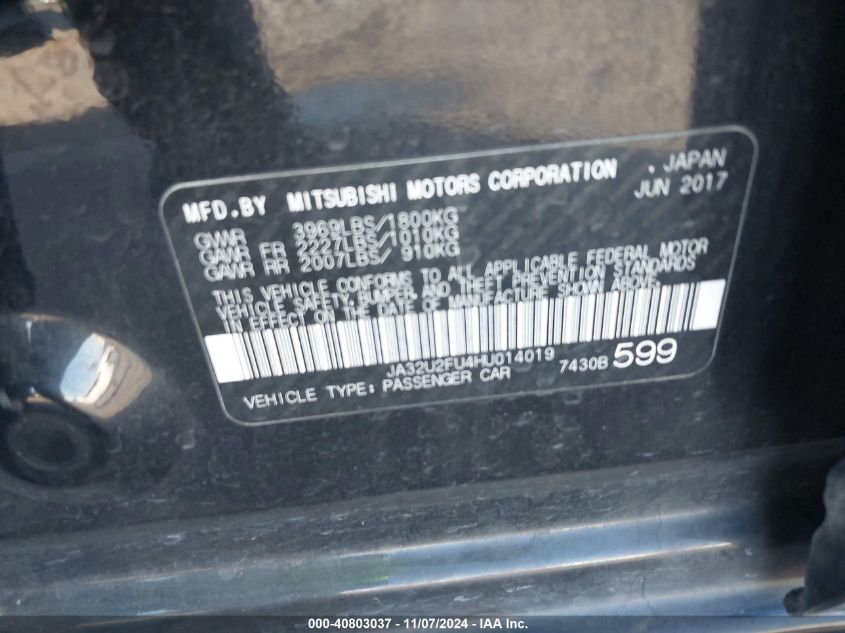 MFD.BY MITSUBISHI MOTORS CORPORATION , JAPAN
JUN 2017
GVWR 3969LBS/1800KG
GAWR FR 2227LBS/1010KG
GAWR RR 2007LBS/ 910KG
THIS VEHICLE CONFORMS TO ALL APPLICABLE FEDERAL MOTOR
VEHICLE SAFETY,BUMPER,AND THEFT PREVENTION STANDARDS
IN EFFECT ON THE DATE OF MANUFACTURE SHOWN ABOVE.
JA32U2FU4HU014019
VEHICLE TYPE: PASSENGER CAR 7430B 599
000-40803037 - 11/07/2024 - IAA Inc.